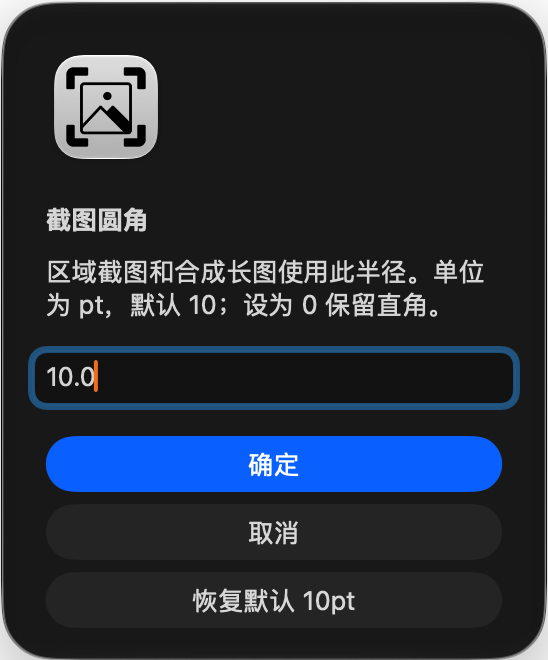 截图圆角
区域截图和合成长图使用此半径。单位
为 pt，默认 10；设为 0 保留直角。
10.0
确定
取消
恢复默认 10pt